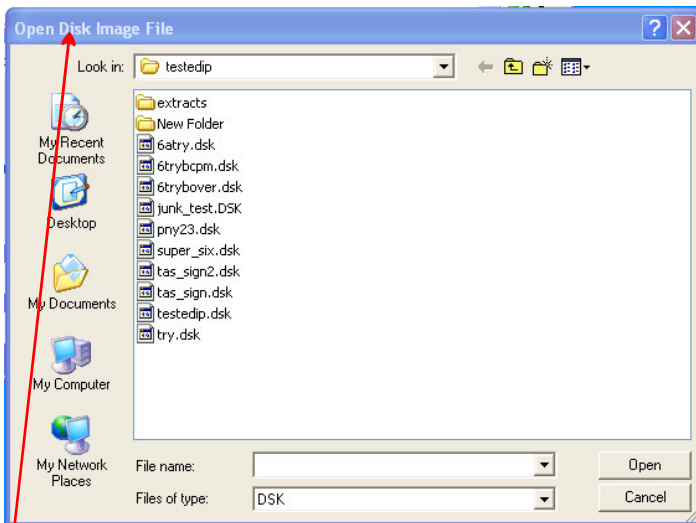 Open Disk Image File
Look in: testedip
extracts
New Folder
6atry.dsk
6trybcpm.dsk
6trybover.dsk
junk_test.DSK
pny23.dsk
super_six.dsk
tas_sign2.dsk
tas_sign.dsk
testedip.dsk
try.dsk
My Recent
Documents
Desktop
My Documents
My Computer
My Network
Places
File name:
Open
Files of type: DSK
Cancel